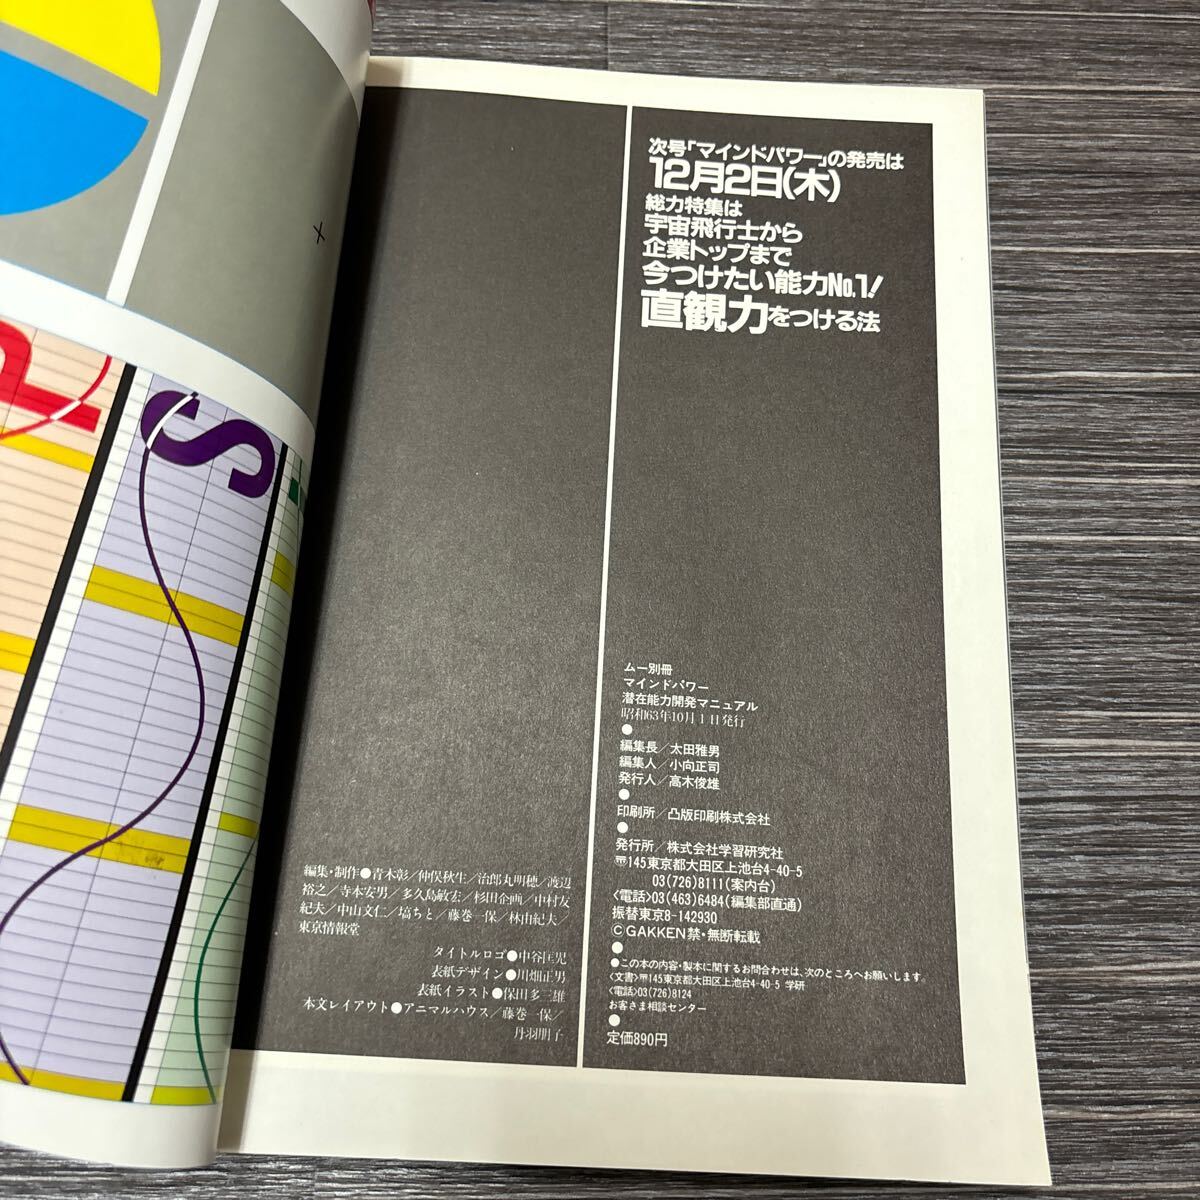 次号「マインドパワー」の発売は
12月2日(木)
総力特集は
宇宙飛行士から
企業トップまで
今つけたい能力No.1!
直観力をつける法
ムー別冊
マインドパワー
潜在能力開発マニュアル
昭和63年10月1日発行
●
編集長／太田雅男
編集人／小向正司
発行人／高木俊雄
●
印刷所／凸版印刷株式会社
●
発行所／株式会社学習研究社
〒145東京都大田区上池台4-40-5
03(726)8111(案内台)
〈電話〉03(463)6484(編集部直通)
振替東京8-142930
©GAKKEN禁・無断転載
●
●この本の内容・製本に関するお問合わせは、次のところへお願いします。
〈文書〉〒145東京都大田区上池台4-40-5 学研
〈電話〉03(726)8124
お客さま相談センター
●
定価890円
編集・制作●青木彰／仲俣秋生／治郎丸明穂／渡辺
裕之／寺本安男／多久島敏宏／杉田企画／中村友
紀夫／中山文仁／塙ちと／藤巻一保／林由紀夫／
東京情報堂
タイトルロゴ●中谷匡児
表紙デザイン●川畑正男
表紙イラスト●保田多三雄
本文レイアウト●アニマルハウス／藤巻一保／
丹羽朋子
S